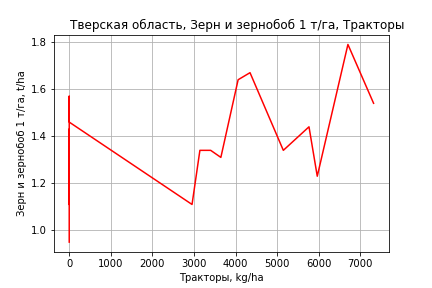 Тверская область, Зерн и зернобоб 1 т/га, Тракторы
1.8
1.6
1.4
1.2
1.0
Зерн и зернобоб 1 т/га, t/ha
0 1000 2000 3000 4000 5000 6000 7000
Тракторы, kg/ha